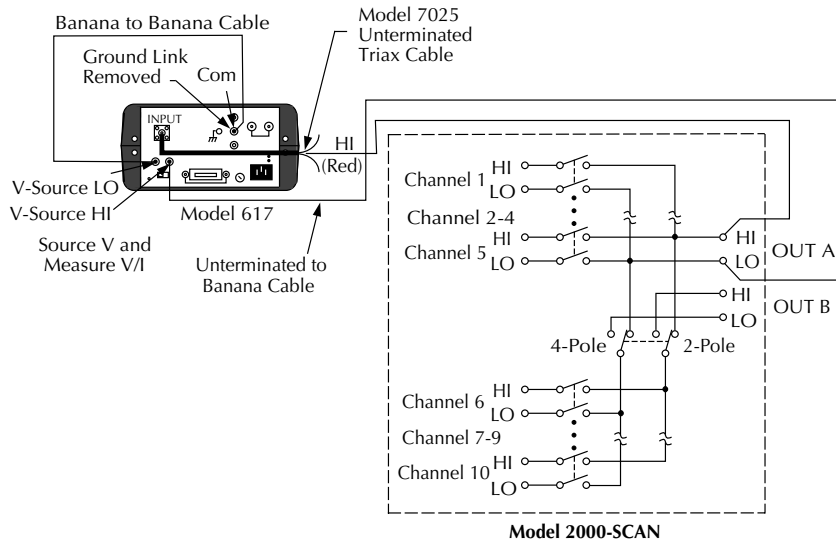 Banana to Banana Cable
Ground Link
Removed
Com
Model 7025
Unterminated
Triax Cable
INPUT
HI
(Red)
V-Source LO
V-Source HI
Model 617
Source V and
Measure V/I
Unterminated to
Banana Cable
Channel 1
HI
LO
Channel 2-4
Channel 5
HI
LO
HI
LO
OUT A
HI
LO
OUT B
4-Pole
2-Pole
Channel 6
HI
LO
Channel 7-9
Channel 10
HI
LO
Model 2000-SCAN